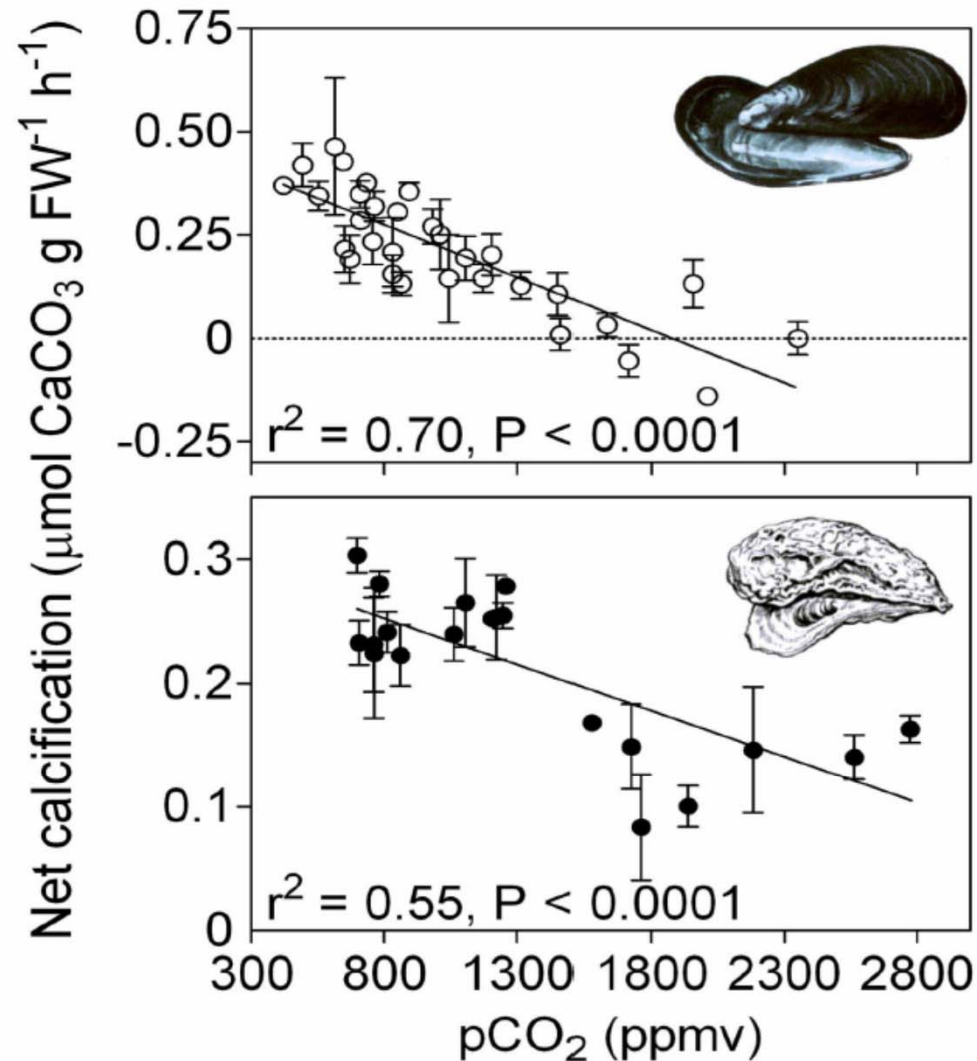 Net calcification (μmol CaCO₃ g FW⁻¹ h⁻¹)
0.75
0.50
0.25
0
-0.25
r² = 0.70, P < 0.0001
0.3
0.2
0.1
0
r² = 0.55, P < 0.0001
300 800 1300 1800 2300 2800
pCO₂ (ppmv)